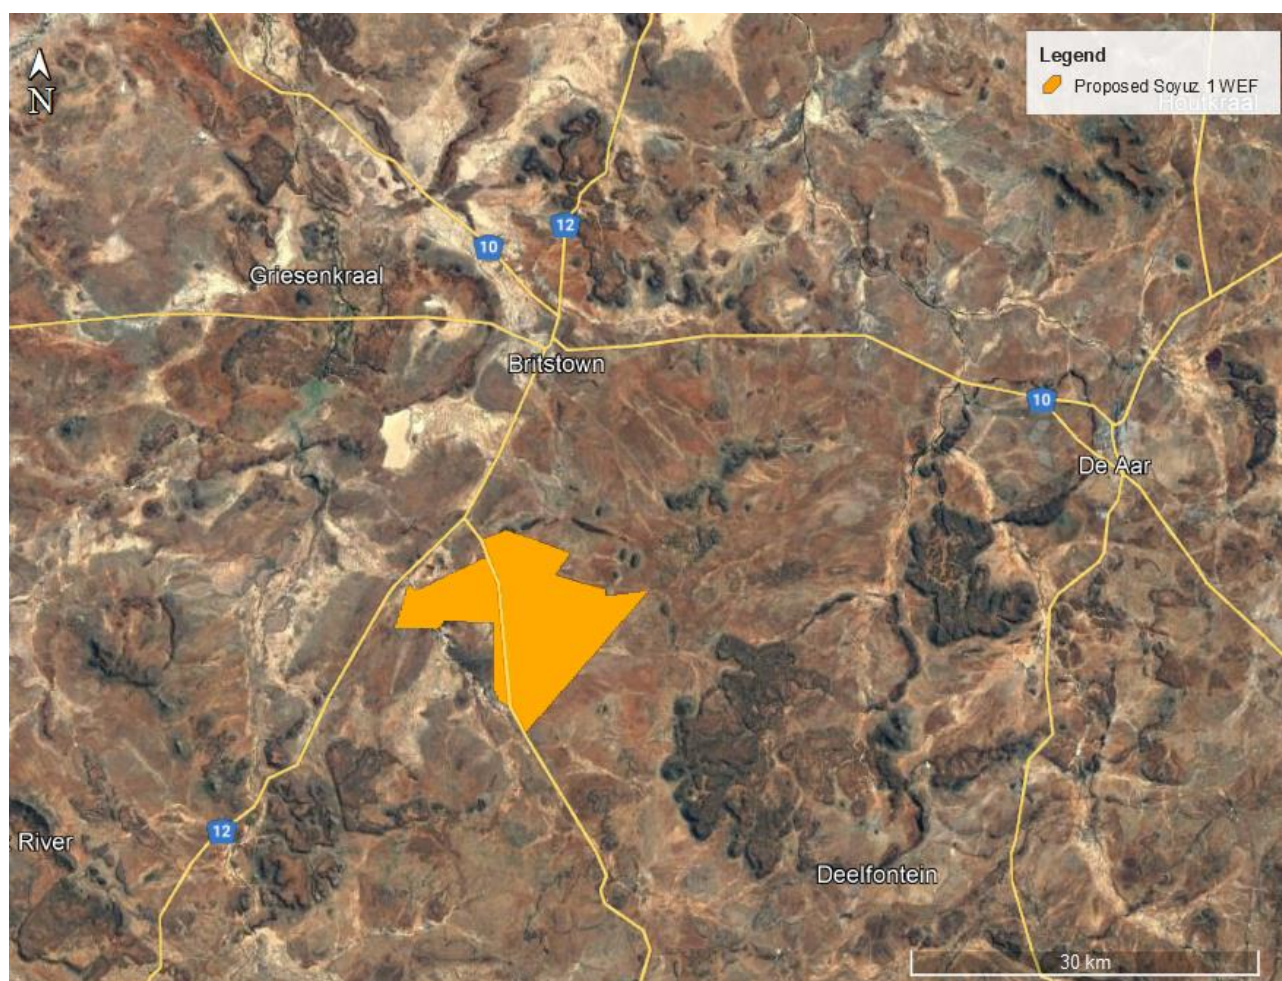 N
Legend
Proposed Soyuz 1 WEF
Houtkraal
12
10
Griesenkraal
Britstown
10
De Aar
12
River
Deelfontein
30 km